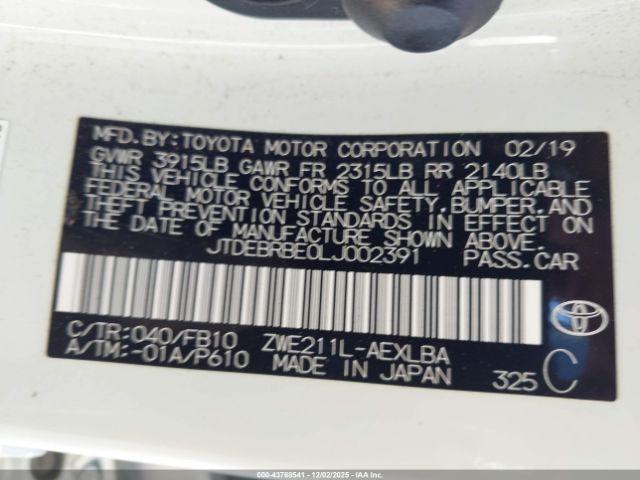 MFD.BY:TOYOTA MOTOR CORPORATION 02/19
GVWR 3915LB GAWR FR 2315LB RR 2140LB
THIS VEHICLE CONFORMS TO ALL APPLICABLE
FEDERAL MOTOR VEHICLE SAFETY,BUMPER,AND
THEFT PREVENTION STANDARDS IN EFFECT ON
THE DATE OF MANUFACTURE SHOWN ABOVE.
JTDEBRBE0LJ002391 PASS.CAR
C/TR:040/FB10 ZWE211L-AEXLBA
A/TM:-01A/P610 MADE IN JAPAN 325 C
000-43768541 | 12/02/2025 | IAA Inc. | Copart